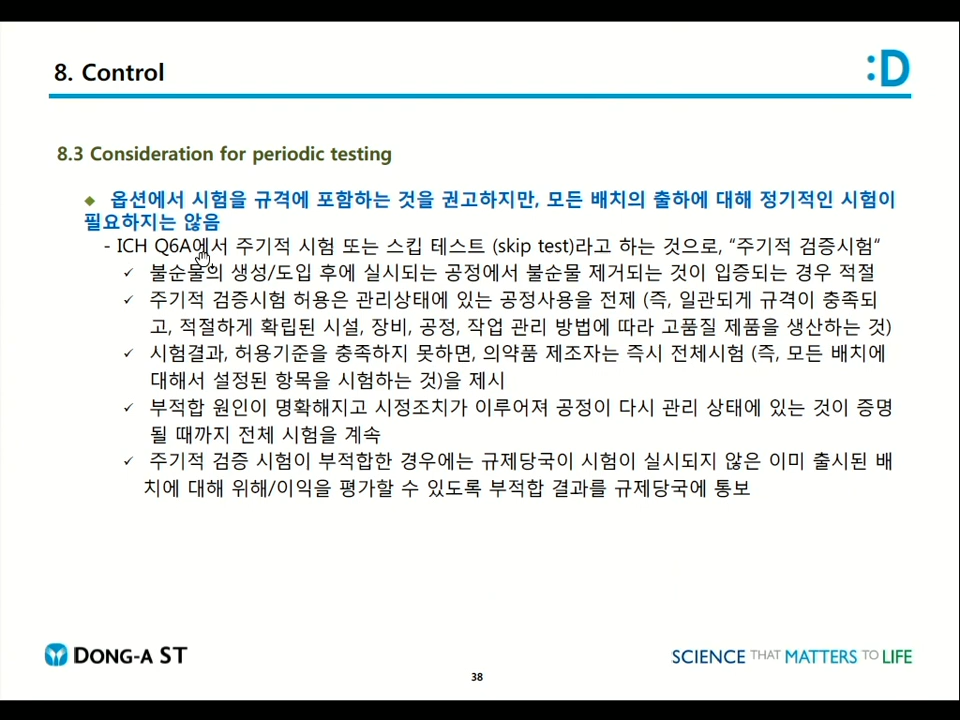 8. Control
:D
8.3 Consideration for periodic testing
◆ 옵션에서 시험을 규격에 포함하는 것을 권고하지만, 모든 배치의 출하에 대해 정기적인 시험이
필요하지는 않음
- ICH Q6A에서 주기적 시험 또는 스킵 테스트 (skip test)라고 하는 것으로, “주기적 검증시험“
✓ 불순물의 생성/도입 후에 실시되는 공정에서 불순물 제거되는 것이 입증되는 경우 적절
✓ 주기적 검증시험 허용은 관리상태에 있는 공정사용을 전제 (즉, 일관되게 규격이 충족되
고, 적절하게 확립된 시설, 장비, 공정, 작업 관리 방법에 따라 고품질 제품을 생산하는 것)
✓ 시험결과, 허용기준을 충족하지 못하면, 의약품 제조자는 즉시 전체시험 (즉, 모든 배치에
대해서 설정된 항목을 시험하는 것)을 제시
✓ 부적합 원인이 명확해지고 시정조치가 이루어져 공정이 다시 관리 상태에 있는 것이 증명
될 때까지 전체 시험을 계속
✓ 주기적 검증 시험이 부적합한 경우에는 규제당국이 시험이 실시되지 않은 이미 출시된 배
치에 대해 위해/이익을 평가할 수 있도록 부적합 결과를 규제당국에 통보
DONG-A ST
SCIENCE THAT MATTERS TO LIFE
38